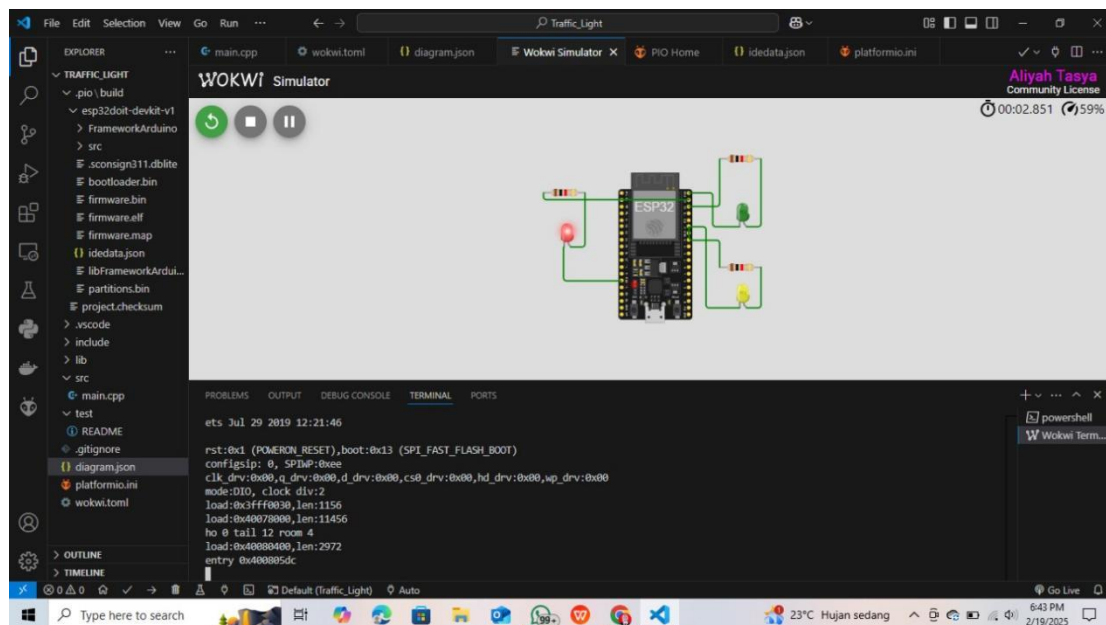 File Edit Selection View Go Run ...
Traffic_Light
EXPLORER
main.cpp
wokwi.toml
{} diagram.json
Wokwi Simulator
PIO Home
{} idedata.json
platformio.ini
TRAFFIC_LIGHT
.pio\build
esp32doit-devkit-v1
FrameworkArduino
src
.sconsign311.dblite
bootloader.bin
firmware.bin
firmware.elf
firmware.map
{} idedata.json
libFrameworkArdui...
partitions.bin
project.checksum
.vscode
include
lib
src
main.cpp
test
README
.gitignore
{} diagram.json
platformio.ini
wokwi.toml
OUTLINE
TIMELINE
WOKWI Simulator
Aliyah Tasya
Community License
00:02.851 59%
ESP32
PROBLEMS OUTPUT DEBUG CONSOLE TERMINAL PORTS
powershell
Wokwi Term...
ets Jul 29 2019 12:21:46
rst:0x1 (POWERON_RESET),boot:0x13 (SPI_FAST_FLASH_BOOT)
configsip: 0, SPIWP:0xee
clk_drv:0x00,q_drv:0x00,d_drv:0x00,cs0_drv:0x00,hd_drv:0x00,wp_drv:0x00
mode:DIO, clock div:2
load:0x3fff0030,len:1156
load:0x40078000,len:11456
ho 0 tail 12 room 4
load:0x40080400,len:2972
entry 0x400805dc
0 0 0 Default (Traffic_Light) Auto Go Live
Type here to search
99+
23°C Hujan sedang
6:43 PM
2/19/2025